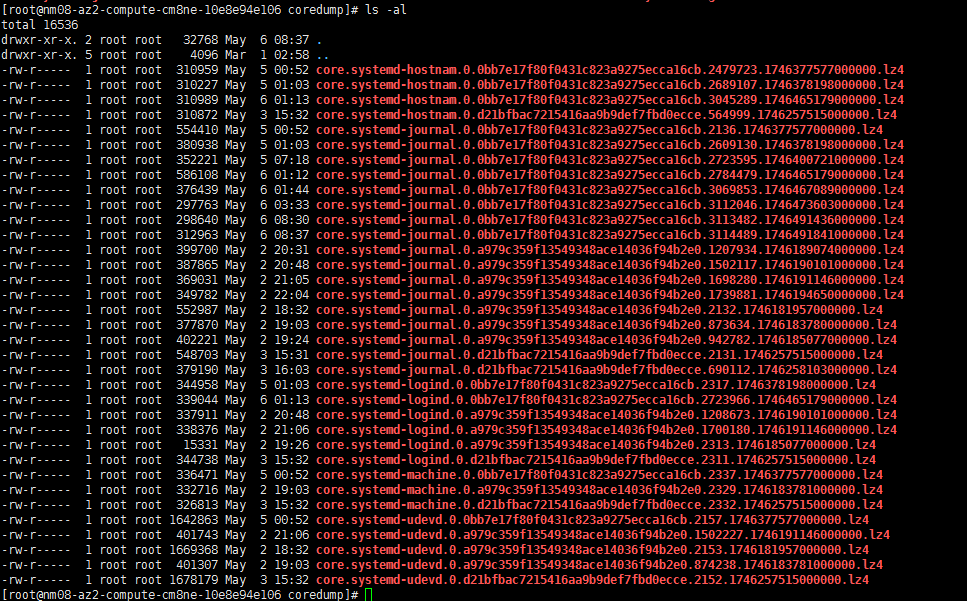 [root@nm08-az2-compute-cm8ne-10e8e94e106 coredump]# ls -al
total 16536
drwxr-xr-x. 2 root root   32768 May  6 08:37 .
drwxr-xr-x. 5 root root    4096 Mar  1 02:58 ..
-rw-r-----  1 root root  310959 May  5 00:52 core.systemd-hostnam.0.0bb7e17f80f0431c823a9275ecca16cb.2479723.1746377577000000.lz4
-rw-r-----  1 root root  310227 May  5 01:03 core.systemd-hostnam.0.0bb7e17f80f0431c823a9275ecca16cb.2689107.1746378198000000.lz4
-rw-r-----  1 root root  310989 May  6 01:13 core.systemd-hostnam.0.0bb7e17f80f0431c823a9275ecca16cb.3045289.1746465179000000.lz4
-rw-r-----  1 root root  310872 May  3 15:32 core.systemd-hostnam.0.d21bfbac7215416aa9b9def7fbd0ecce.564999.1746257515000000.lz4
-rw-r-----  1 root root  554410 May  5 00:52 core.systemd-journal.0.0bb7e17f80f0431c823a9275ecca16cb.2136.1746377577000000.lz4
-rw-r-----  1 root root  380938 May  5 01:03 core.systemd-journal.0.0bb7e17f80f0431c823a9275ecca16cb.2609130.1746378198000000.lz4
-rw-r-----  1 root root  352221 May  5 07:18 core.systemd-journal.0.0bb7e17f80f0431c823a9275ecca16cb.2723595.1746400721000000.lz4
-rw-r-----  1 root root  586108 May  6 01:12 core.systemd-journal.0.0bb7e17f80f0431c823a9275ecca16cb.2784479.1746465179000000.lz4
-rw-r-----  1 root root  376439 May  6 01:44 core.systemd-journal.0.0bb7e17f80f0431c823a9275ecca16cb.3069853.1746467089000000.lz4
-rw-r-----  1 root root  297763 May  6 03:33 core.systemd-journal.0.0bb7e17f80f0431c823a9275ecca16cb.3112046.1746473603000000.lz4
-rw-r-----  1 root root  298640 May  6 08:30 core.systemd-journal.0.0bb7e17f80f0431c823a9275ecca16cb.3113482.1746491436000000.lz4
-rw-r-----  1 root root  312963 May  6 08:37 core.systemd-journal.0.0bb7e17f80f0431c823a9275ecca16cb.3114489.1746491841000000.lz4
-rw-r-----  1 root root  399700 May  2 20:31 core.systemd-journal.0.a979c359f13549348ace14036f94b2e0.1207934.1746189074000000.lz4
-rw-r-----  1 root root  387865 May  2 20:48 core.systemd-journal.0.a979c359f13549348ace14036f94b2e0.1502117.1746190101000000.lz4
-rw-r-----  1 root root  369031 May  2 21:05 core.systemd-journal.0.a979c359f13549348ace14036f94b2e0.1698280.1746191146000000.lz4
-rw-r-----  1 root root  349782 May  2 22:04 core.systemd-journal.0.a979c359f13549348ace14036f94b2e0.1739881.1746194650000000.lz4
-rw-r-----  1 root root  552987 May  2 18:32 core.systemd-journal.0.a979c359f13549348ace14036f94b2e0.2132.1746181957000000.lz4
-rw-r-----  1 root root  377870 May  2 19:03 core.systemd-journal.0.a979c359f13549348ace14036f94b2e0.873634.1746183780000000.lz4
-rw-r-----  1 root root  402221 May  2 19:24 core.systemd-journal.0.a979c359f13549348ace14036f94b2e0.942782.1746185077000000.lz4
-rw-r-----  1 root root  548703 May  3 15:31 core.systemd-journal.0.d21bfbac7215416aa9b9def7fbd0ecce.2131.1746257515000000.lz4
-rw-r-----  1 root root  379190 May  3 16:03 core.systemd-journal.0.d21bfbac7215416aa9b9def7fbd0ecce.690112.1746258103000000.lz4
-rw-r-----  1 root root  344958 May  5 01:03 core.systemd-logind.0.0bb7e17f80f0431c823a9275ecca16cb.2317.1746378198000000.lz4
-rw-r-----  1 root root  339044 May  6 01:13 core.systemd-logind.0.0bb7e17f80f0431c823a9275ecca16cb.2723966.1746465179000000.lz4
-rw-r-----  1 root root  337911 May  2 20:48 core.systemd-logind.0.a979c359f13549348ace14036f94b2e0.1208673.1746190101000000.lz4
-rw-r-----  1 root root  338376 May  2 21:06 core.systemd-logind.0.a979c359f13549348ace14036f94b2e0.1700180.1746191146000000.lz4
-rw-r-----  1 root root   15331 May  2 19:26 core.systemd-logind.0.a979c359f13549348ace14036f94b2e0.2313.1746185077000000.lz4
-rw-r-----  1 root root  344738 May  3 15:32 core.systemd-logind.0.d21bfbac7215416aa9b9def7fbd0ecce.2311.1746257515000000.lz4
-rw-r-----  1 root root  336471 May  5 00:52 core.systemd-machine.0.0bb7e17f80f0431c823a9275ecca16cb.2337.1746377577000000.lz4
-rw-r-----  1 root root  332716 May  2 19:03 core.systemd-machine.0.a979c359f13549348ace14036f94b2e0.2329.1746183781000000.lz4
-rw-r-----  1 root root  326813 May  3 15:32 core.systemd-machine.0.d21bfbac7215416aa9b9def7fbd0ecce.2332.1746257515000000.lz4
-rw-r-----  1 root root 1642863 May  5 00:52 core.systemd-udevd.0.0bb7e17f80f0431c823a9275ecca16cb.2157.1746377577000000.lz4
-rw-r-----  1 root root  401743 May  2 21:06 core.systemd-udevd.0.a979c359f13549348ace14036f94b2e0.1502227.1746191146000000.lz4
-rw-r-----  1 root root 1669368 May  2 18:32 core.systemd-udevd.0.a979c359f13549348ace14036f94b2e0.2153.1746181957000000.lz4
-rw-r-----  1 root root  401307 May  2 19:03 core.systemd-udevd.0.a979c359f13549348ace14036f94b2e0.874238.1746183781000000.lz4
-rw-r-----  1 root root 1678179 May  3 15:32 core.systemd-udevd.0.d21bfbac7215416aa9b9def7fbd0ecce.2152.1746257515000000.lz4
[root@nm08-az2-compute-cm8ne-10e8e94e106 coredump]#